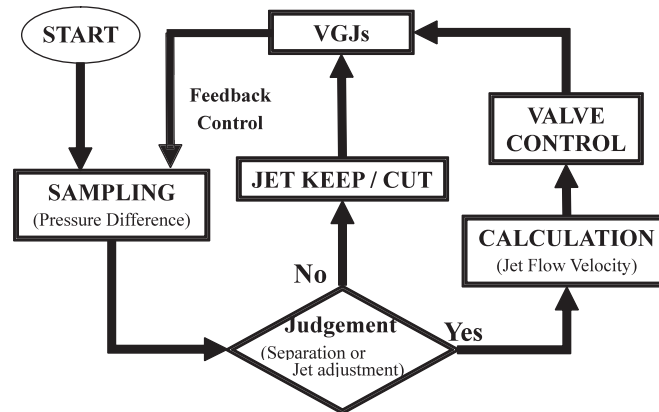 START
VGJs
Feedback
Control
VALVE
CONTROL
SAMPLING
(Pressure Difference)
JET KEEP / CUT
CALCULATION
(Jet Flow Velocity)
No
Judgement
Yes
(Separation or
Jet adjustment)